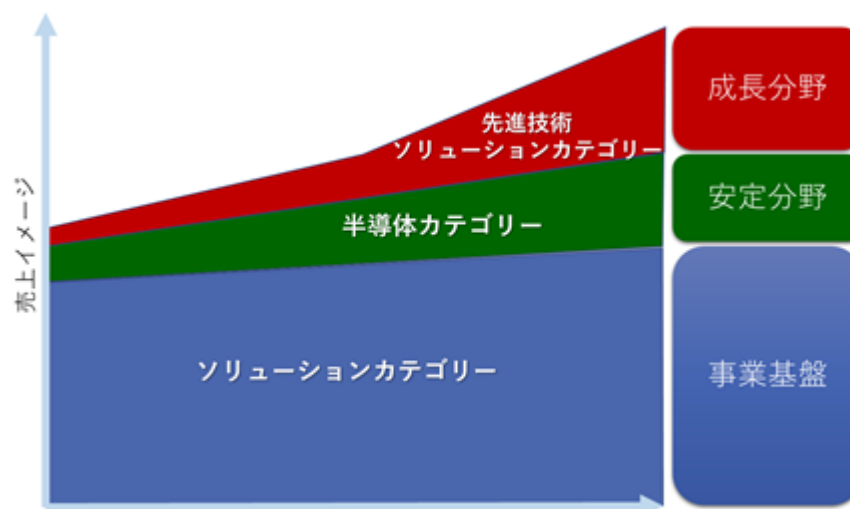 売上イメージ
先進技術
ソリューションカテゴリー
半導体カテゴリー
ソリューションカテゴリー
成長分野
安定分野
事業基盤